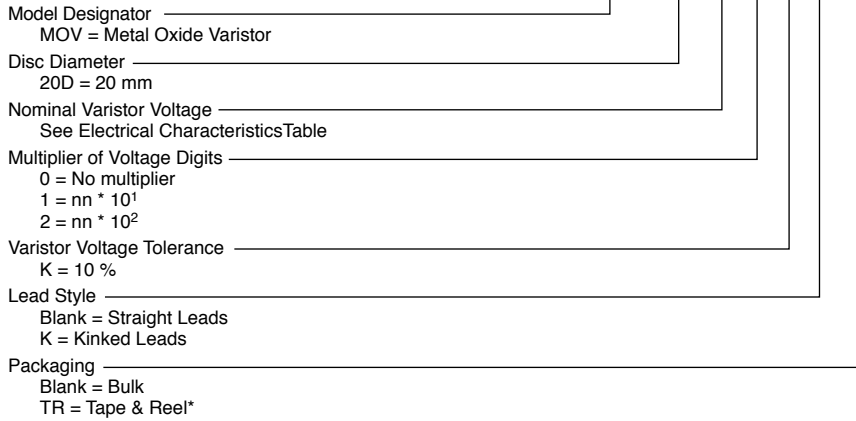 Model Designator
MOV = Metal Oxide Varistor
Disc Diameter
20D = 20 mm
Nominal Varistor Voltage
See Electrical CharacteristicsTable
Multiplier of Voltage Digits
0 = No multiplier
1 = nn * 10¹
2 = nn * 10²
Varistor Voltage Tolerance
K = 10 %
Lead Style
Blank = Straight Leads
K = Kinked Leads
Packaging
Blank = Bulk
TR = Tape & Reel*